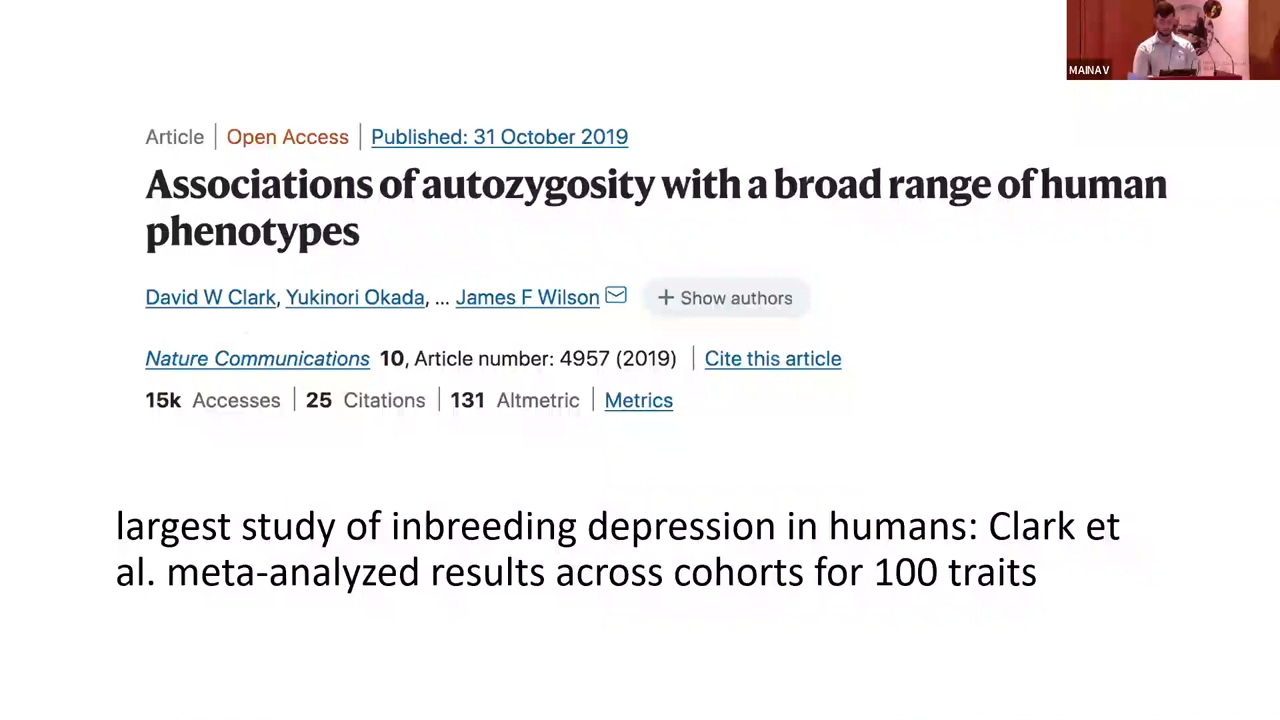 MAIN AV
Article | Open Access | Published: 31 October 2019
Associations of autozygosity with a broad range of human
phenotypes
David W Clark, Yukinori Okada, ... James F Wilson
+ Show authors
Nature Communications 10, Article number: 4957 (2019) | Cite this article
15k Accesses | 25 Citations | 131 Altmetric | Metrics
largest study of inbreeding depression in humans: Clark et
al. meta-analyzed results across cohorts for 100 traits